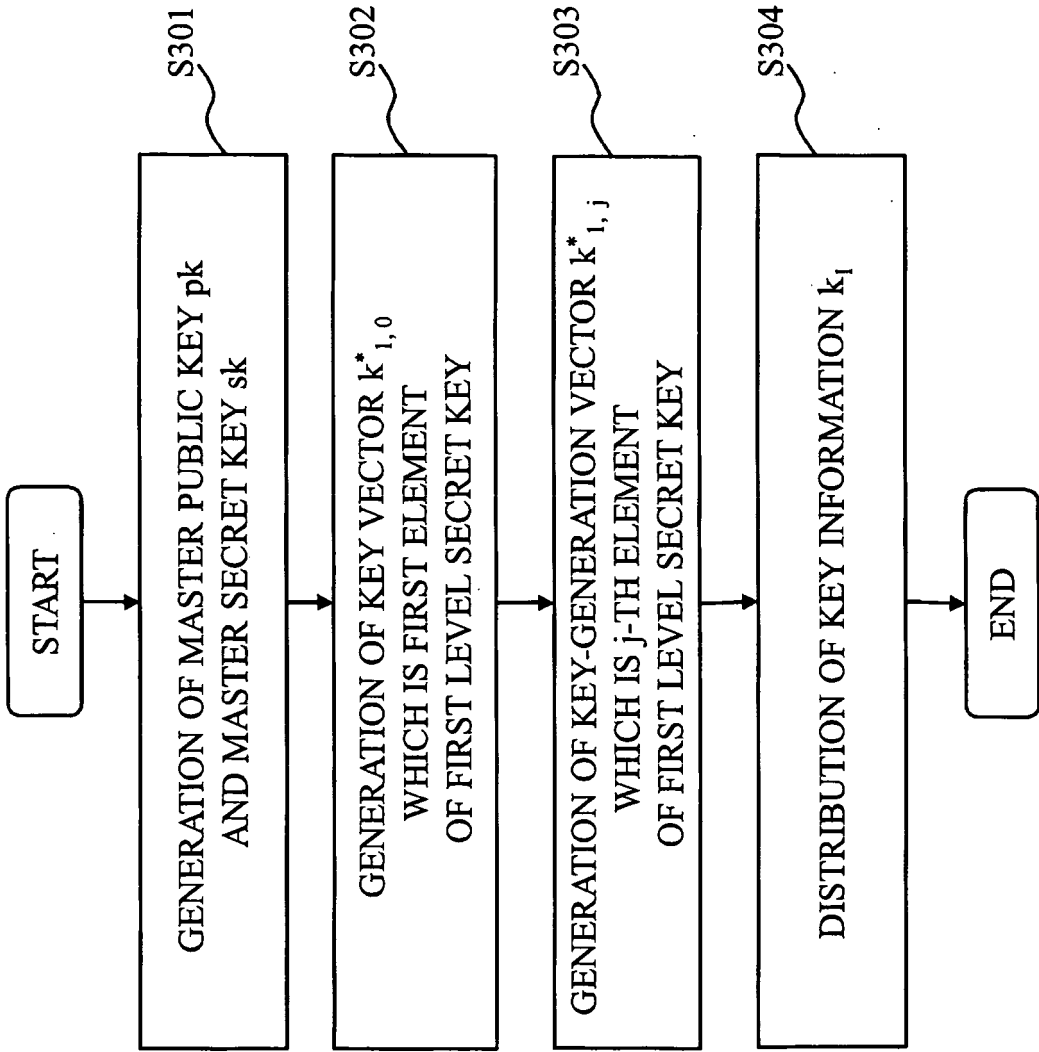 START
GENERATION OF MASTER PUBLIC KEY pk
AND MASTER SECRET KEY sk
S301
GENERATION OF KEY VECTOR k*1, 0
WHICH IS FIRST ELEMENT
OF FIRST LEVEL SECRET KEY
S302
GENERATION OF KEY-GENERATION VECTOR k*1, j
WHICH IS j-TH ELEMENT
OF FIRST LEVEL SECRET KEY
S303
DISTRIBUTION OF KEY INFORMATION k1
S304
END